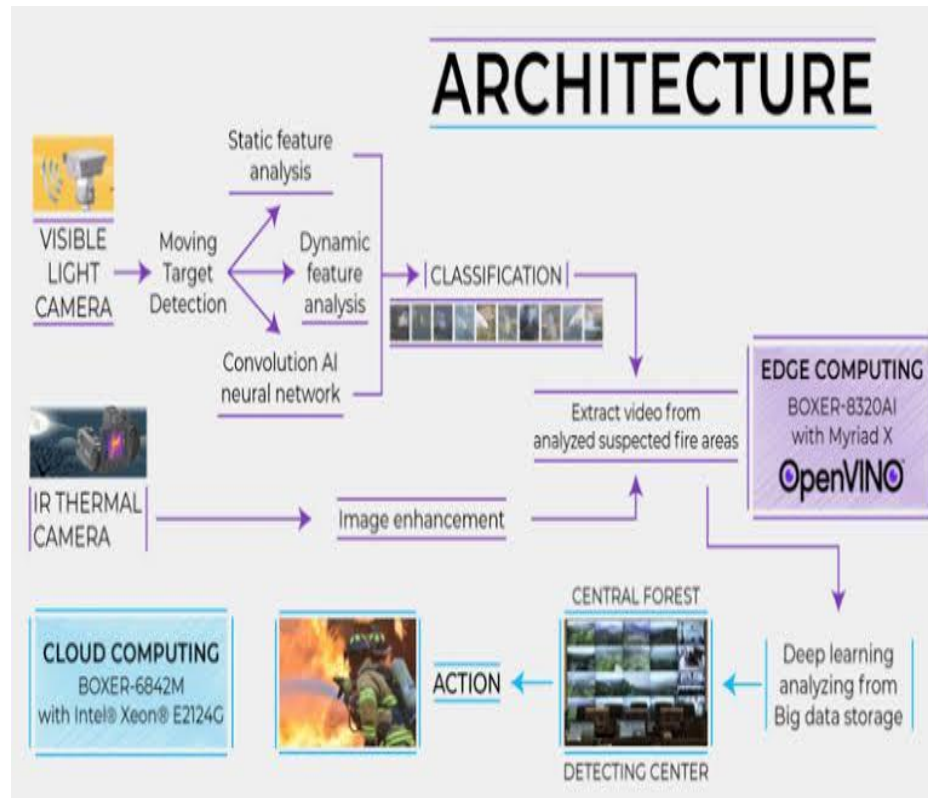 ARCHITECTURE
Static feature
analysis
VISIBLE
LIGHT
CAMERA
Moving
Target
Detection
Dynamic
feature
analysis
Convolution AI
neural network
CLASSIFICATION
Extract video from
analyzed suspected fire areas
EDGE COMPUTING
BOXER-8320AI
with Myriad X
OpenVINO
IR THERMAL
CAMERA
Image enhancement
CLOUD COMPUTING
BOXER-6842M
with Intel® Xeon® E2124G
ACTION
CENTRAL FOREST
DETECTING CENTER
Deep learning
analyzing from
Big data storage